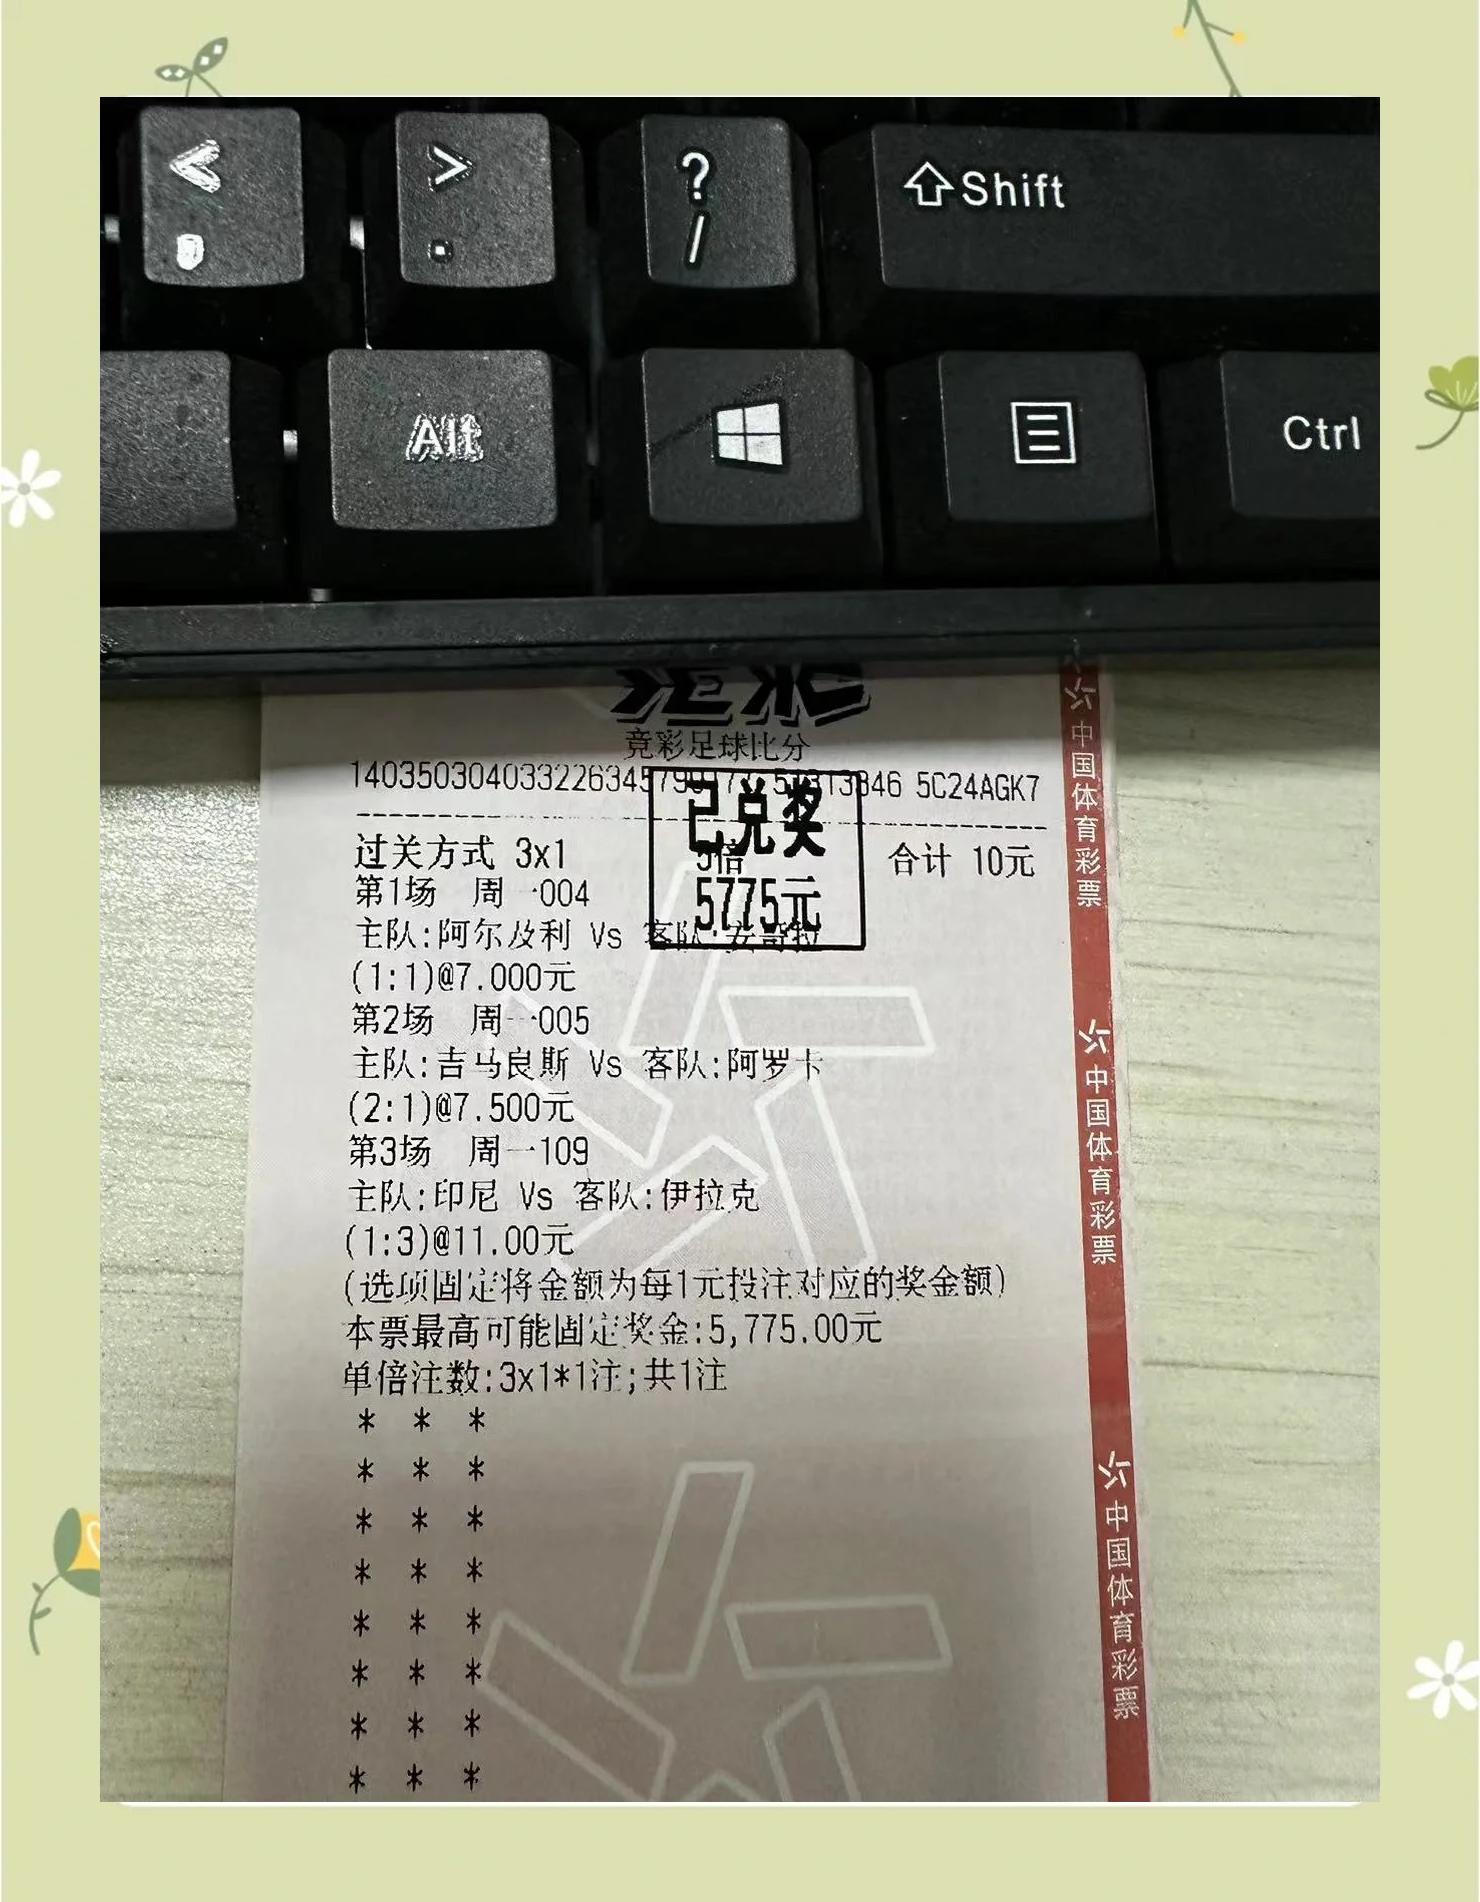 <
,
>
.
?
/
Shift
Alt
Ctrl
竞彩
竞彩足球比分
5C24AGK7
已兑奖
过关方式 3x1 5倍 合计 10元
5775元
第1场 周一004
主队:阿尔及利 Vs 客队:安哥拉
(1:1)@7.000元
第2场 周一005
主队:吉马良斯 Vs 客队:阿罗卡
(2:1)@7.500元
第3场 周一109
主队:印尼 Vs 客队:伊拉克
(1:3)@11.00元
(选项固定将金额为每1元投注对应的奖金额)
本票最高可能固定奖金:5,775.00元
单倍注数:3x1*1注;共1注
* * *
* * *
* * *
* * *
* * *
* * *
* * *
* * *
中国体育彩票
中国体育彩票
中国体育彩票